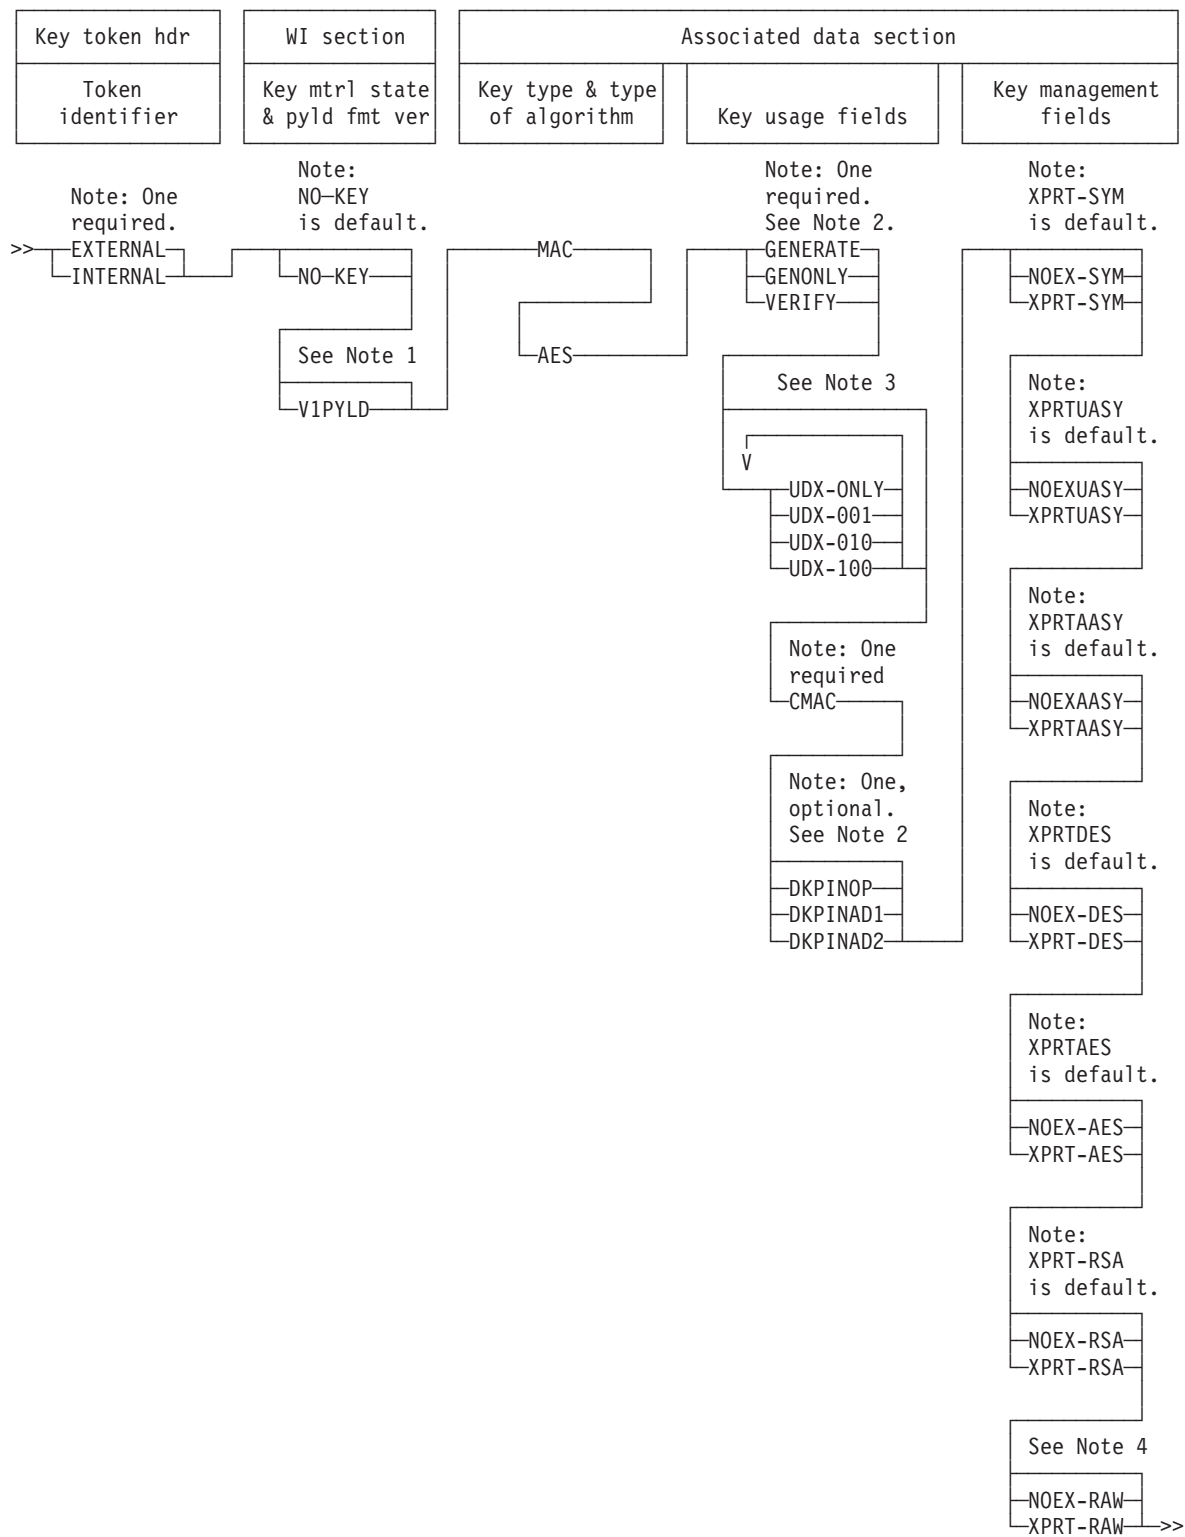 Key token hdr
WI section
Associated data section
Token
identifier
Key mtrl state
& pyld fmt ver
Key type & type
of algorithm
Key usage fields
Key management
fields
Note: One
required.
>>
EXTERNAL
INTERNAL
Note:
NO-KEY
is default.
NO-KEY
See Note 1
V1PYLD
MAC
AES
Note: One
required.
See Note 2.
GENERATE
GENONLY
VERIFY
See Note 3
V
UDX-ONLY
UDX-001
UDX-010
UDX-100
Note: One
required
CMAC
Note: One,
optional.
See Note 2
DKPINOP
DKPINAD1
DKPINAD2
Note:
XPRT-SYM
is default.
NOEX-SYM
XPRT-SYM
Note:
XPRTUASY
is default.
NOEXUASY
XPRTUASY
Note:
XPRTAASY
is default.
NOEXAASY
XPRTAASY
Note:
XPRTDES
is default.
NOEX-DES
XPRT-DES
Note:
XPRTAES
is default.
NOEX-AES
XPRT-AES
Note:
XPRT-RSA
is default.
NOEX-RSA
XPRT-RSA
See Note 4
NOEX-RAW
XPRT-RAW
>>